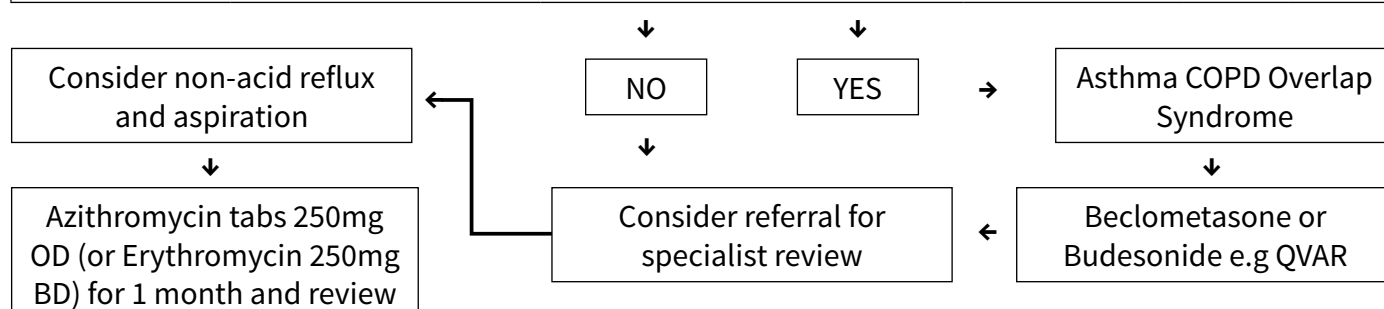 NO
YES
Asthma COPD Overlap
Syndrome
Beclometasone or
Budesonide e.g QVAR
Consider referral for
specialist review
Consider non-acid reflux
and aspiration
Azithromycin tabs 250mg
OD (or Erythromycin 250mg
BD) for 1 month and review